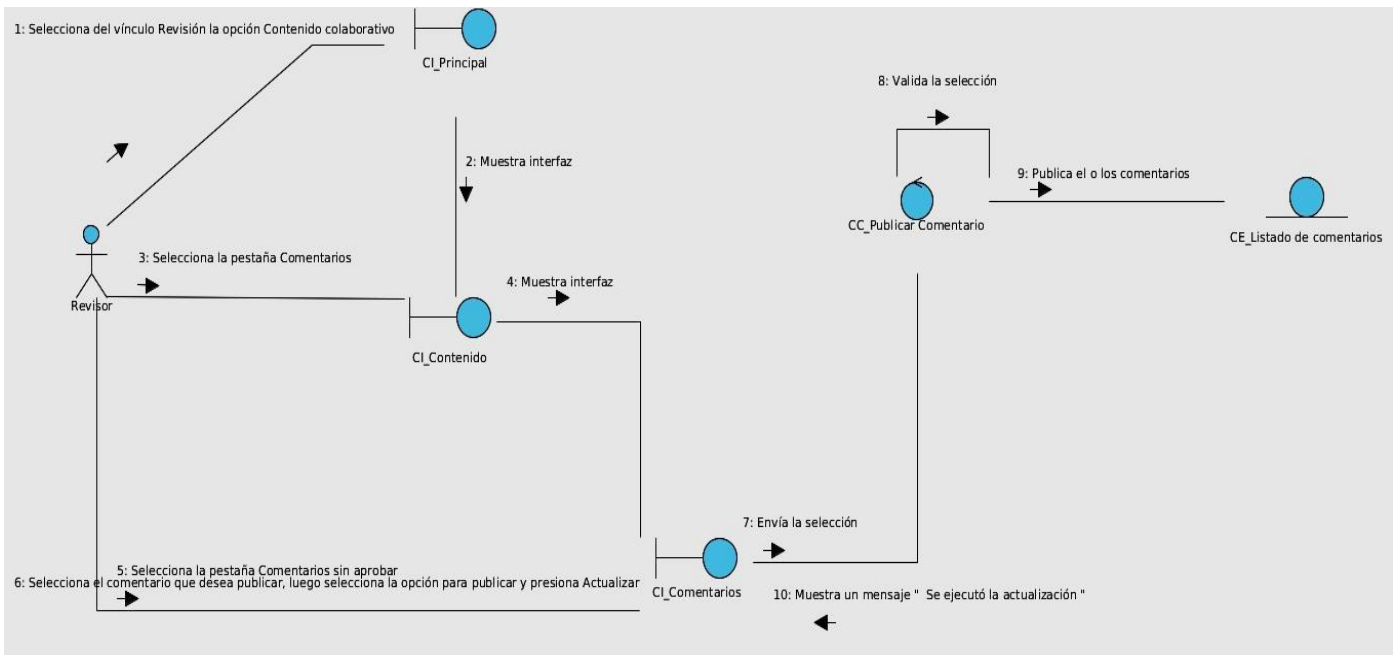 1: Selecciona del vínculo Revisión la opción Contenido colaborativo
CI_Principal
8: Valida la selección
2: Muestra interfaz
9: Publica el o los comentarios
CC_Publicar Comentario
CE_Listado de comentarios
3: Selecciona la pestaña Comentarios
4: Muestra interfaz
Revisor
CI_Contenido
7: Envía la selección
5: Selecciona la pestaña Comentarios sin aprobar
6: Selecciona el comentario que desea publicar, luego selecciona la opción para publicar y presiona Actualizar
CI_Comentarios
10: Muestra un mensaje " Se ejecutó la actualización "